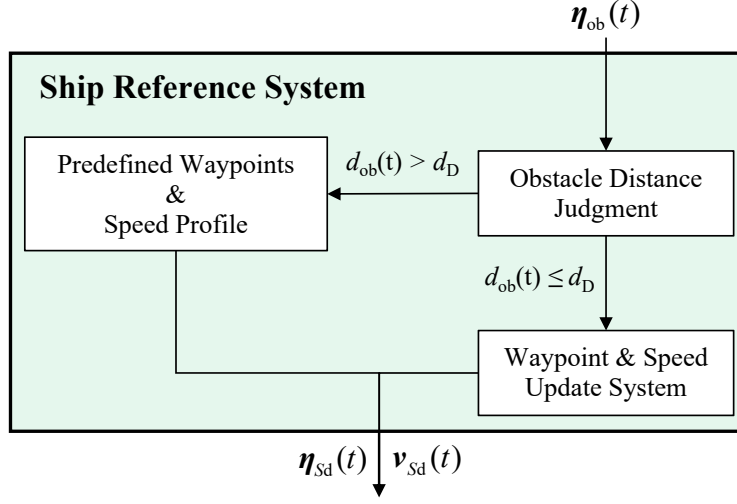 η_ob(t)
Ship Reference System
Predefined Waypoints
&
Speed Profile
d_ob(t) > d_D
Obstacle Distance
Judgment
d_ob(t) ≤ d_D
Waypoint & Speed
Update System
η_Sd(t) v_Sd(t)